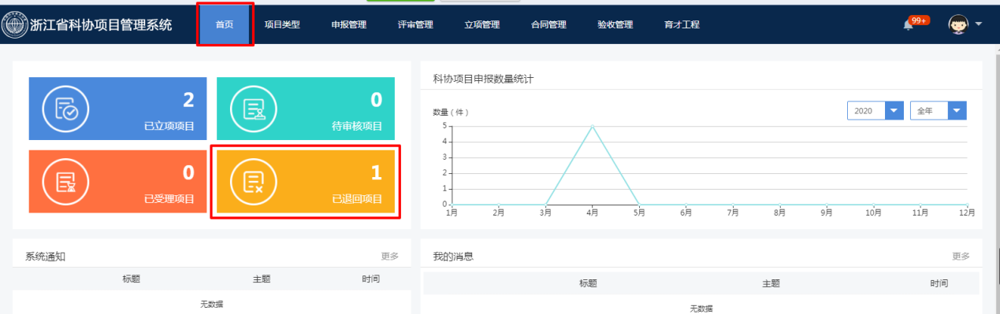 浙江省科协项目管理系统 首页 项目类型 申报管理 评审管理 立项管理 合同管理 验收管理 育才工程 99+
2
已立项项目
0
待审核项目
0
已受理项目
1
已退回项目
科协项目申报数量统计
数量（件） 2020 全年
5
4
3
2
1
0
1月 2月 3月 4月 5月 6月 7月 8月 9月 10月 11月 12月
系统通知 更多
标题 主题 时间
无数据
我的消息 更多
标题 主题 时间
无数据